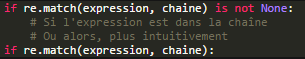 if re.match(expression, chaine) is not None:
# Si l'expression est dans la chaîne
# Ou alors, plus intuitivement
if re.match(expression, chaine):